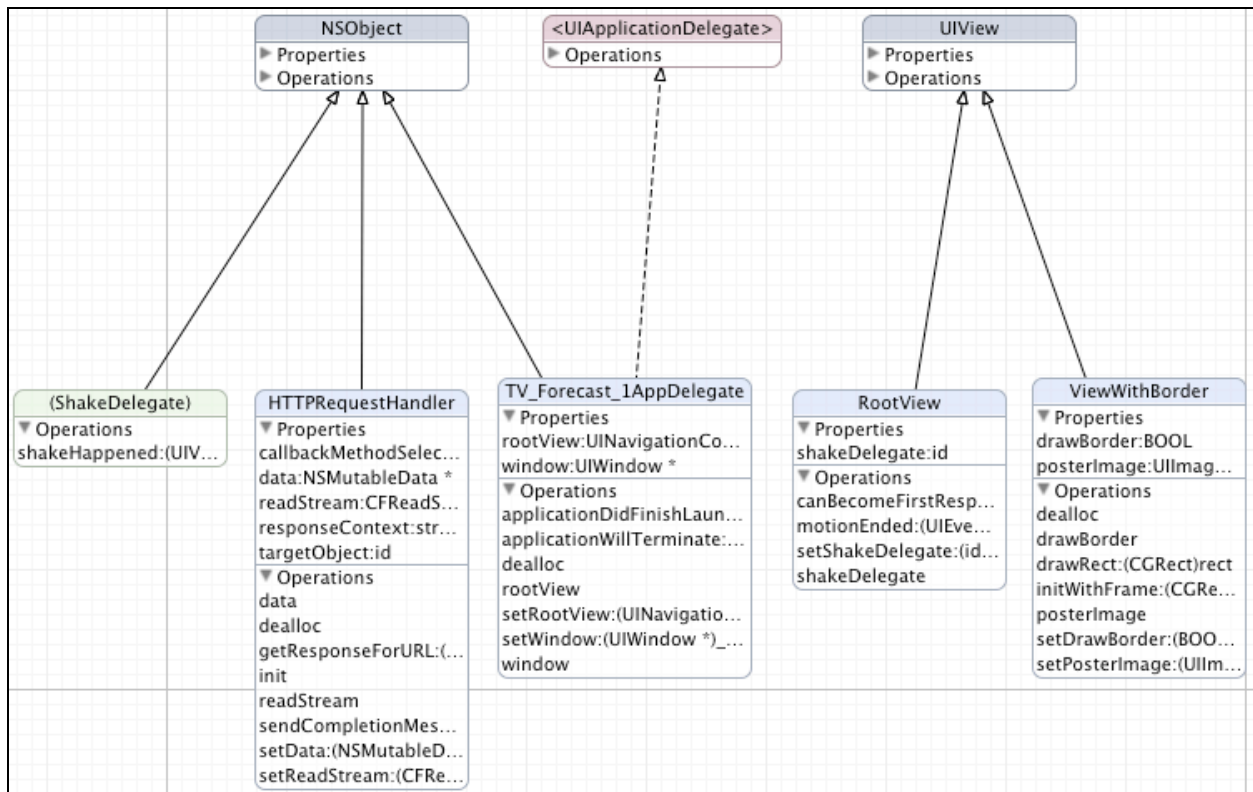 NSObject
Properties
Operations
<UIApplicationDelegate>
Operations
UIView
Properties
Operations
(ShakeDelegate)
Operations
shakeHappened:(UIV...
HTTPRequestHandler
Properties
callbackMethodSelec...
data:NSMutableData *
readStream:CFReadS...
responseContext:str...
targetObject:id
Operations
data
dealloc
getResponseForURL:(...
init
readStream
sendCompletionMes...
setData:(NSMutableD...
setReadStream:(CFRe...
TV_Forecast_1AppDelegate
Properties
rootView:UINavigationCo...
window:UIWindow *
Operations
applicationDidFinishLaun...
applicationWillTerminate:...
dealloc
rootView
setRootView:(UINavigatio...
setWindow:(UIWindow *)_...
window
RootView
Properties
shakeDelegate:id
Operations
canBecomeFirstResp...
motionEnded:(UIEve...
setShakeDelegate:(id...
shakeDelegate
ViewWithBorder
Properties
drawBorder:BOOL
posterImage:UIImag...
Operations
dealloc
drawBorder
drawRect:(CGRect)rect
initWithFrame:(CGRe...
posterImage
setDrawBorder:(BOO...
setPosterImage:(UIIm...